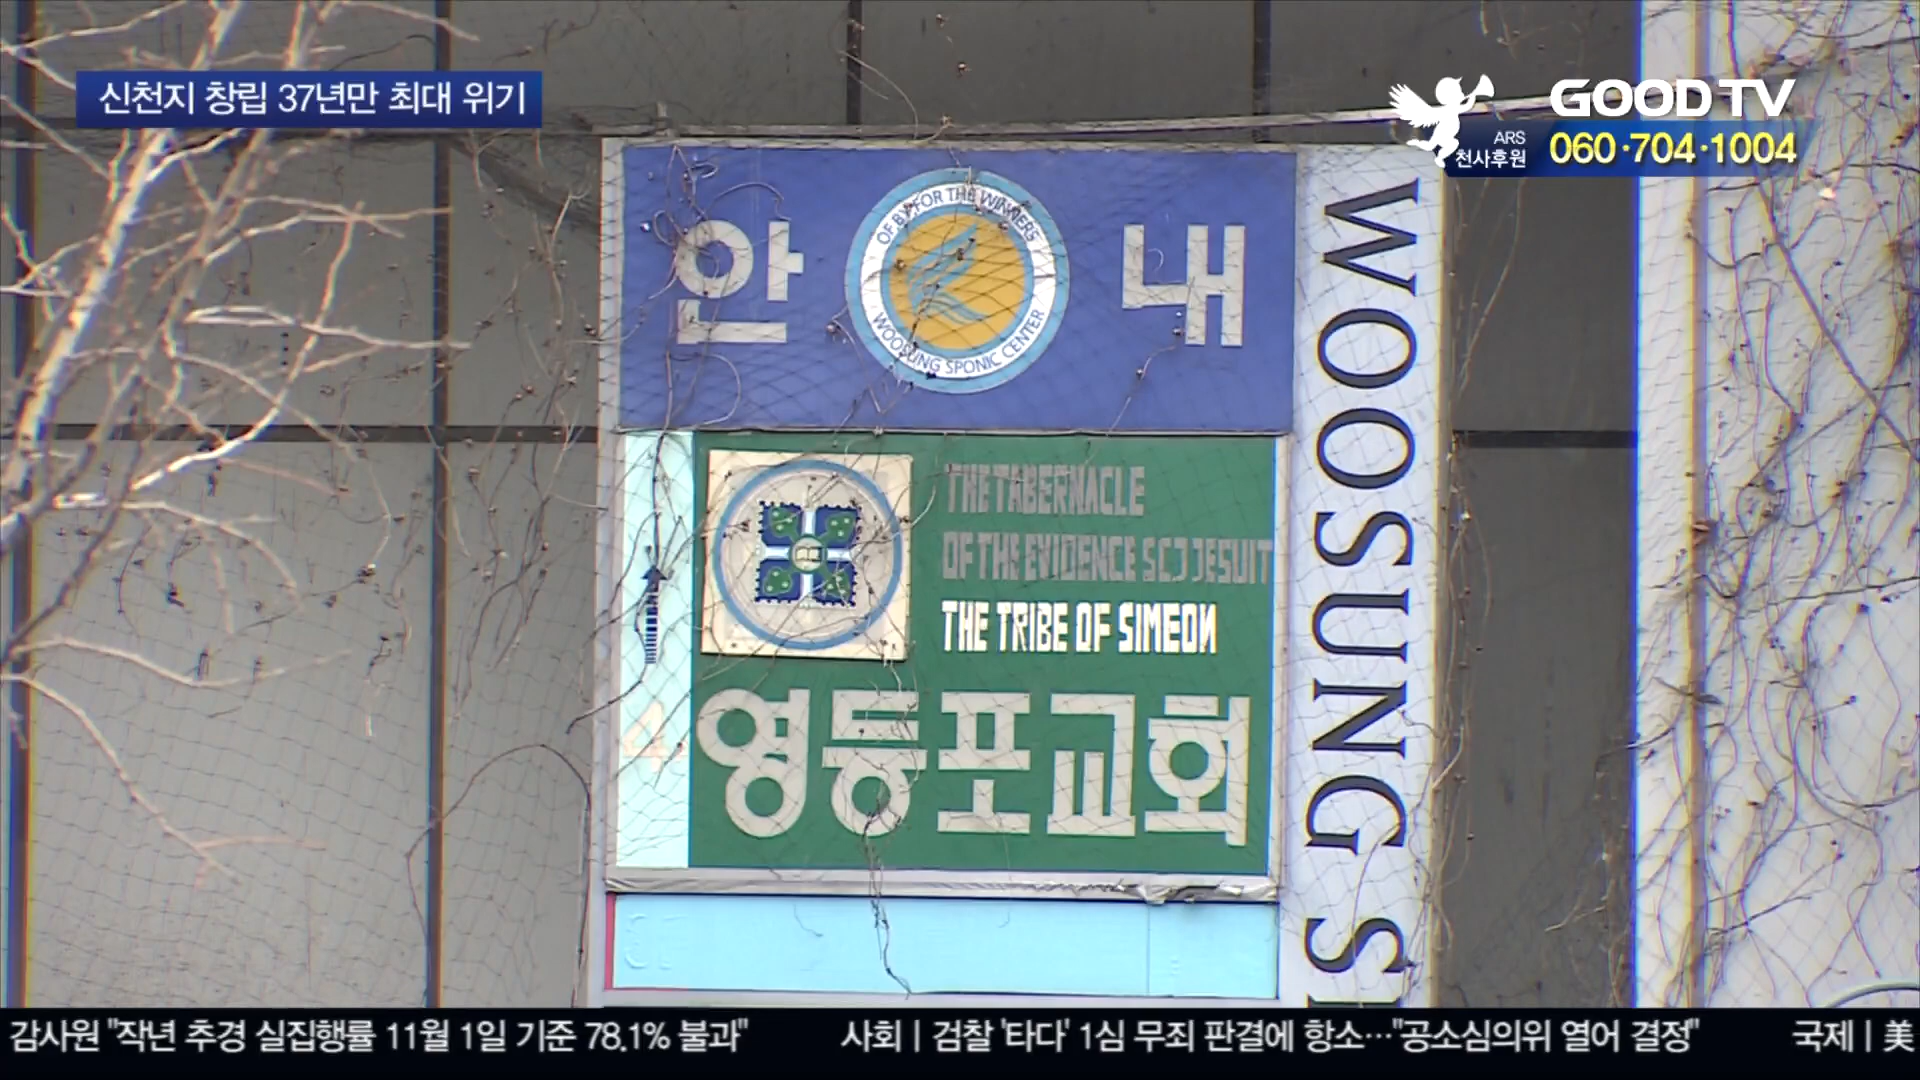 신천지 창립 37년만 최대 위기
GOODTV
ARS
천사후원
060·704·1004
안내
OF BY FOR THE WINNERS
WOOSUNG SPONIC CENTER
THE TABERNACLE
OF THE EVIDENCE SCJ JESUIT
THE TRIBE OF SIMEON
4
영등포교회
WOOSUNG S
감사원 "작년 추경 실집행률 11월 1일 기준 78.1% 불과"
사회 | 검찰 '타다' 1심 무죄 판결에 항소…"공소심의위 열어 결정"
국제 | 美